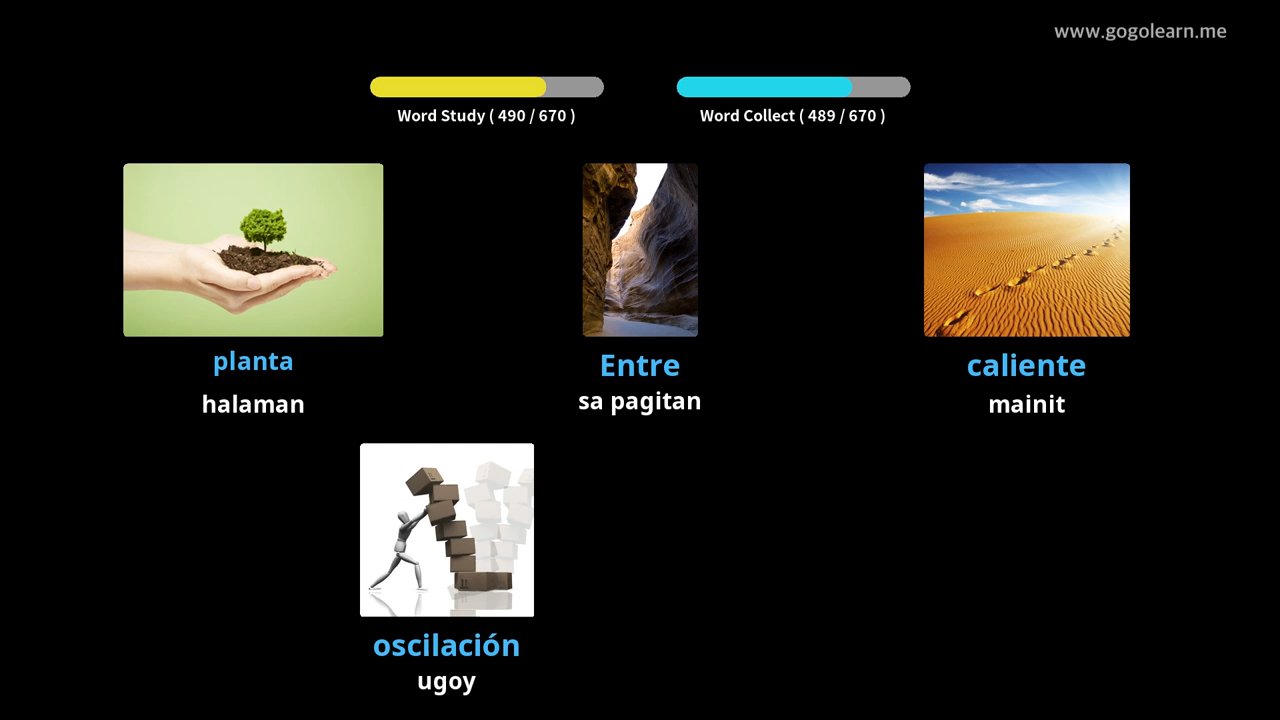 www.gogolearn.me
Word Study ( 490 / 670 )
Word Collect ( 489 / 670 )
planta
halaman
Entre
sa pagitan
caliente
mainit
oscilación
ugoy